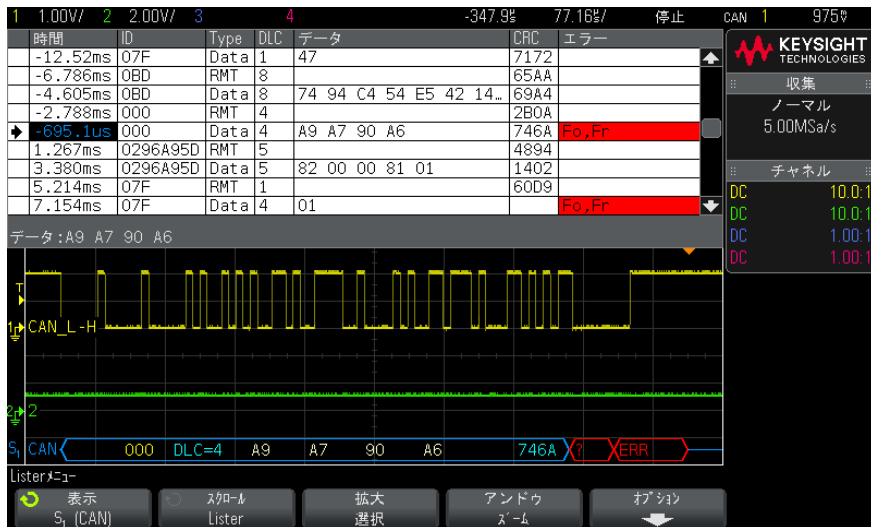 1 1.00V/ 2 2.00V/ 3 4 -347.9㎲ 77.16㎲/ 停止 CAN 1 975㎷
時間 ID Type DLC データ CRC エラー
-12.52ms 07F Data 1 47 7172
-6.786ms 0BD RMT 8 65AA
-4.605ms 0BD Data 8 74 94 C4 54 E5 42 14… 69A4
-2.788ms 000 RMT 4 2B0A
-695.1us 000 Data 4 A9 A7 90 A6 746A Fo,Fr
1.267ms 0296A95D RMT 5 4894
3.380ms 0296A95D Data 5 82 00 00 81 01 1402
5.214ms 07F RMT 1 60D9
7.154ms 07F Data 4 01 Fo,Fr
データ:A9 A7 90 A6
KEYSIGHT
TECHNOLOGIES
収集
ノーマル
5.00MSa/s
チャネル
DC 10.0:1
DC 10.0:1
DC 1.00:1
DC 1.00:1
T
1 CAN_L-H
2 2
S1 CAN 000 DLC=4 A9 A7 90 A6 746A ? ERR
Listerメニュー
表示
S1 (CAN)
スクロール
Lister
拡大
選択
アンドゥ
ズーム
オプション